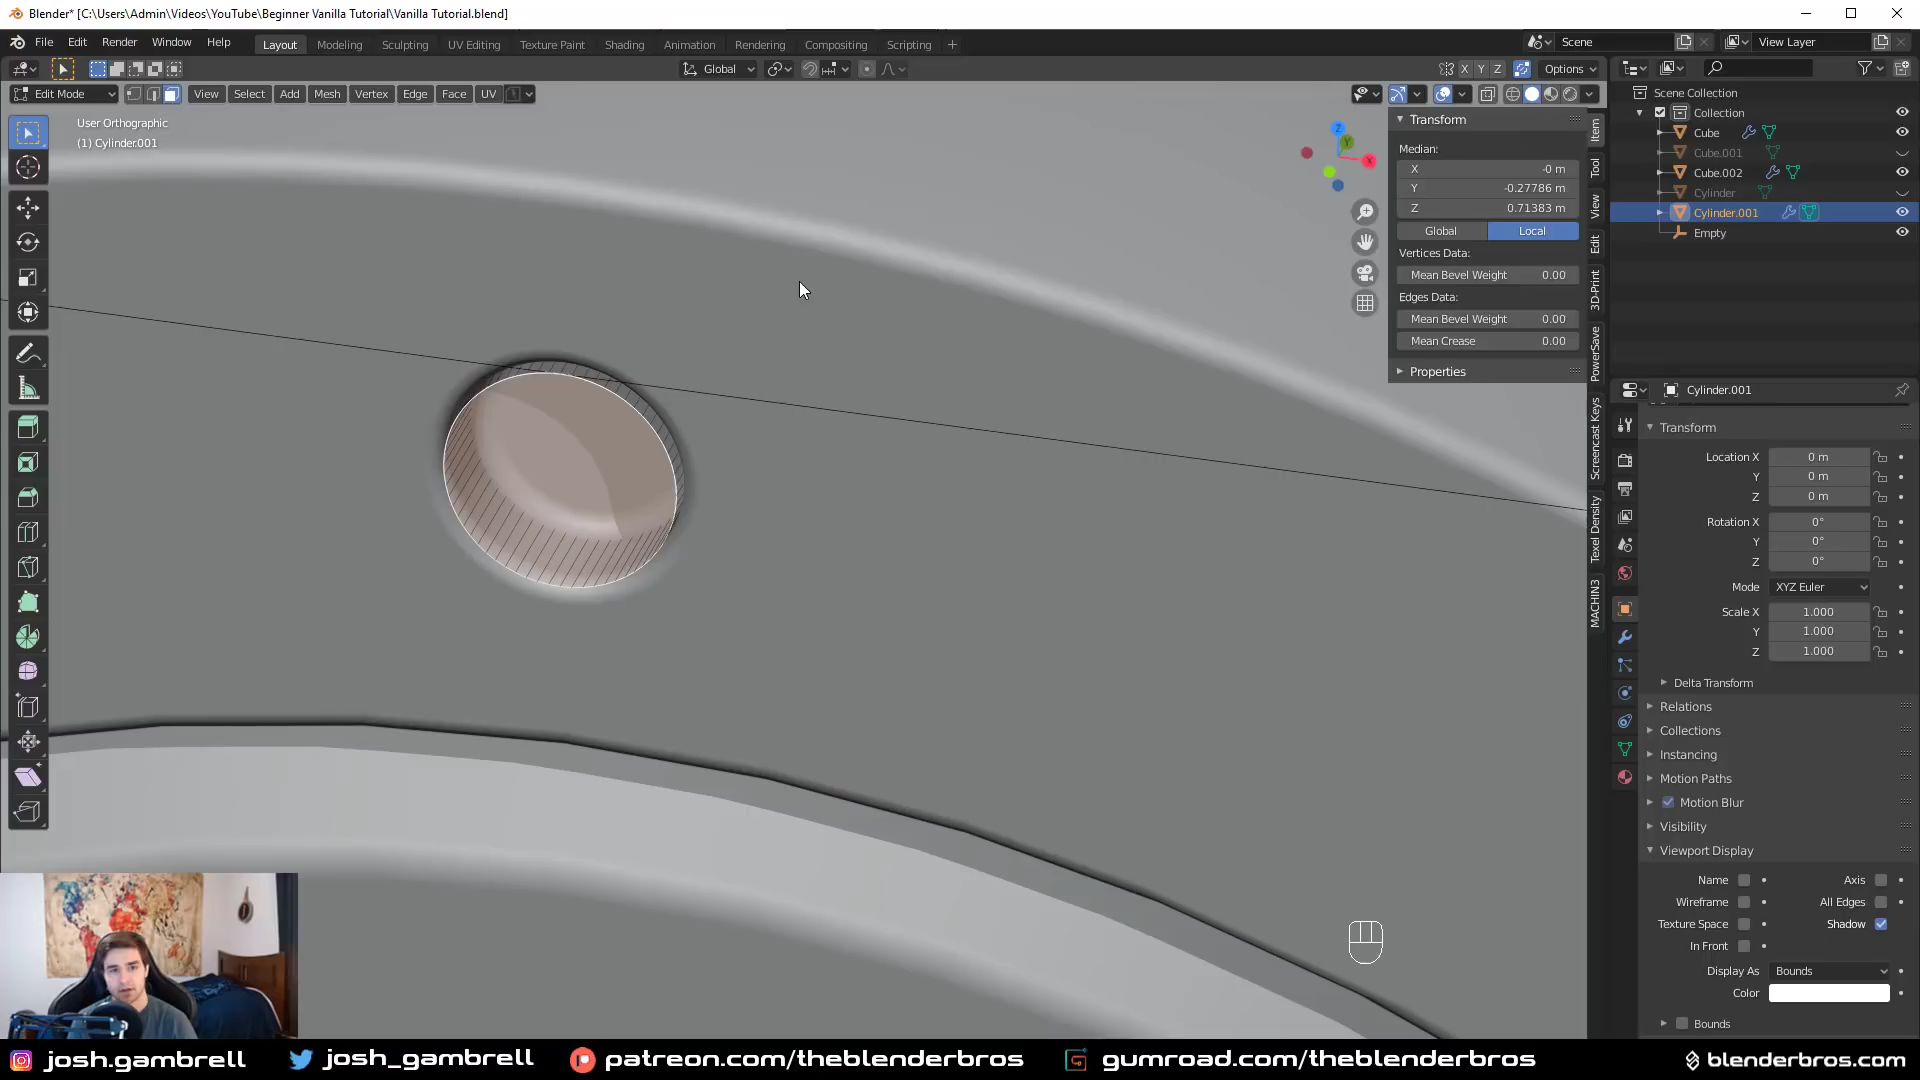 Blender* [C:\Users\Admin\Videos\YouTube\Beginner Vanilla Tutorial\Vanilla Tutorial.blend]
File Edit Render Window Help
Layout Modeling Sculpting UV Editing Texture Paint Shading Animation Rendering Compositing Scripting +
Scene
View Layer
Global
X Y Z
Options
Edit Mode
View Select Add Mesh Vertex Edge Face UV
User Orthographic
(1) Cylinder.001
Z
Y
X
Transform
Median:
X -0 m
Y -0.27786 m
Z 0.71383 m
Global Local
Vertices Data:
Mean Bevel Weight 0.00
Edges Data:
Mean Bevel Weight 0.00
Mean Crease 0.00
Properties
Item
Tool
View
Edit
3D-Print
PowerSave
Screencast Keys
Texel Density
MACHIN3
Scene Collection
Collection
Cube
Cube.001
Cube.002
Cylinder
Cylinder.001
Empty
Cylinder.001
Transform
Location X 0 m
Y 0 m
Z 0 m
Rotation X 0°
Y 0°
Z 0°
Mode XYZ Euler
Scale X 1.000
Y 1.000
Z 1.000
Delta Transform
Relations
Collections
Instancing
Motion Paths
Motion Blur
Visibility
Viewport Display
Name Axis
Wireframe All Edges
Texture Space Shadow
In Front
Display As Bounds
Color
Bounds
josh.gambrell josh_gambrell patreon.com/theblenderbros gumroad.com/theblenderbros blenderbros.com